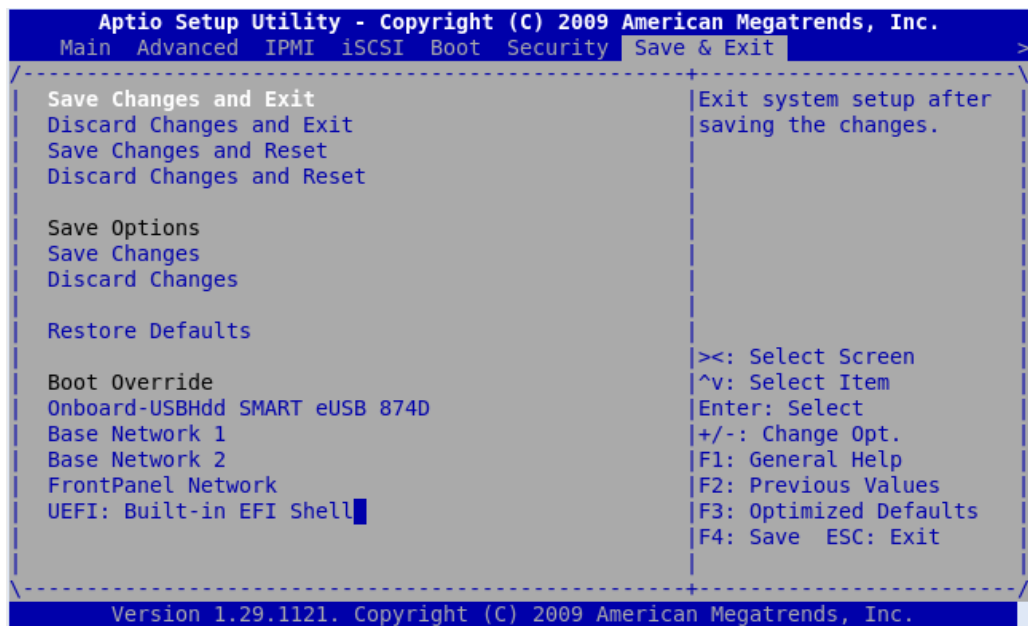 Aptio Setup Utility - Copyright (C) 2009 American Megatrends, Inc.
Main Advanced IPMI iSCSI Boot Security Save & Exit >
Save Changes and Exit
Discard Changes and Exit
Save Changes and Reset
Discard Changes and Reset
Save Options
Save Changes
Discard Changes
Restore Defaults
Boot Override
Onboard-USBHdd SMART eUSB 874D
Base Network 1
Base Network 2
FrontPanel Network
UEFI: Built-in EFI Shell
Exit system setup after
saving the changes.
><: Select Screen
^v: Select Item
Enter: Select
+/-: Change Opt.
F1: General Help
F2: Previous Values
F3: Optimized Defaults
F4: Save ESC: Exit
Version 1.29.1121. Copyright (C) 2009 American Megatrends, Inc.